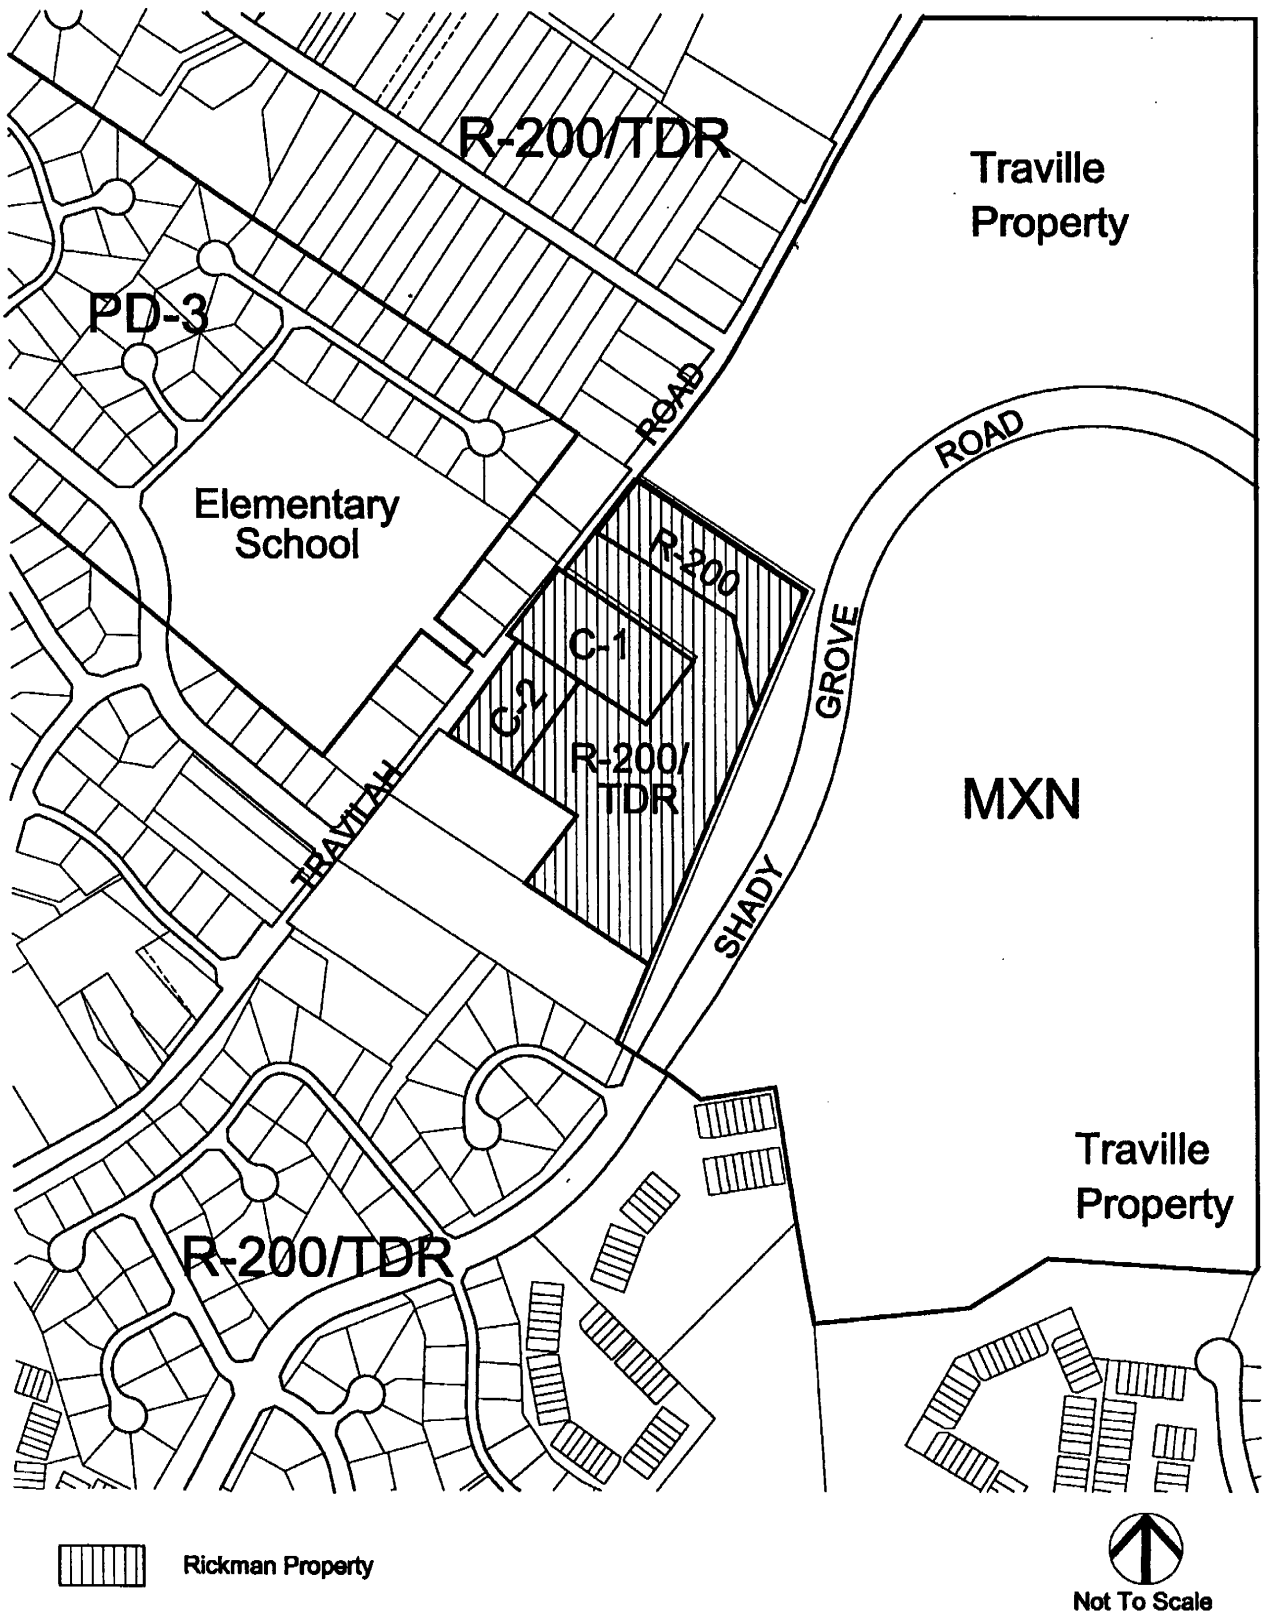 R-200/TDR
Traville
Property
PD-3
ROAD
ROAD
Elementary
School
R-200
C-1
GROVE
C-2
R-200/
TDR
MXN
TRAVILAH
SHADY
Traville
Property
R-200/TDR
Rickman Property
Not To Scale